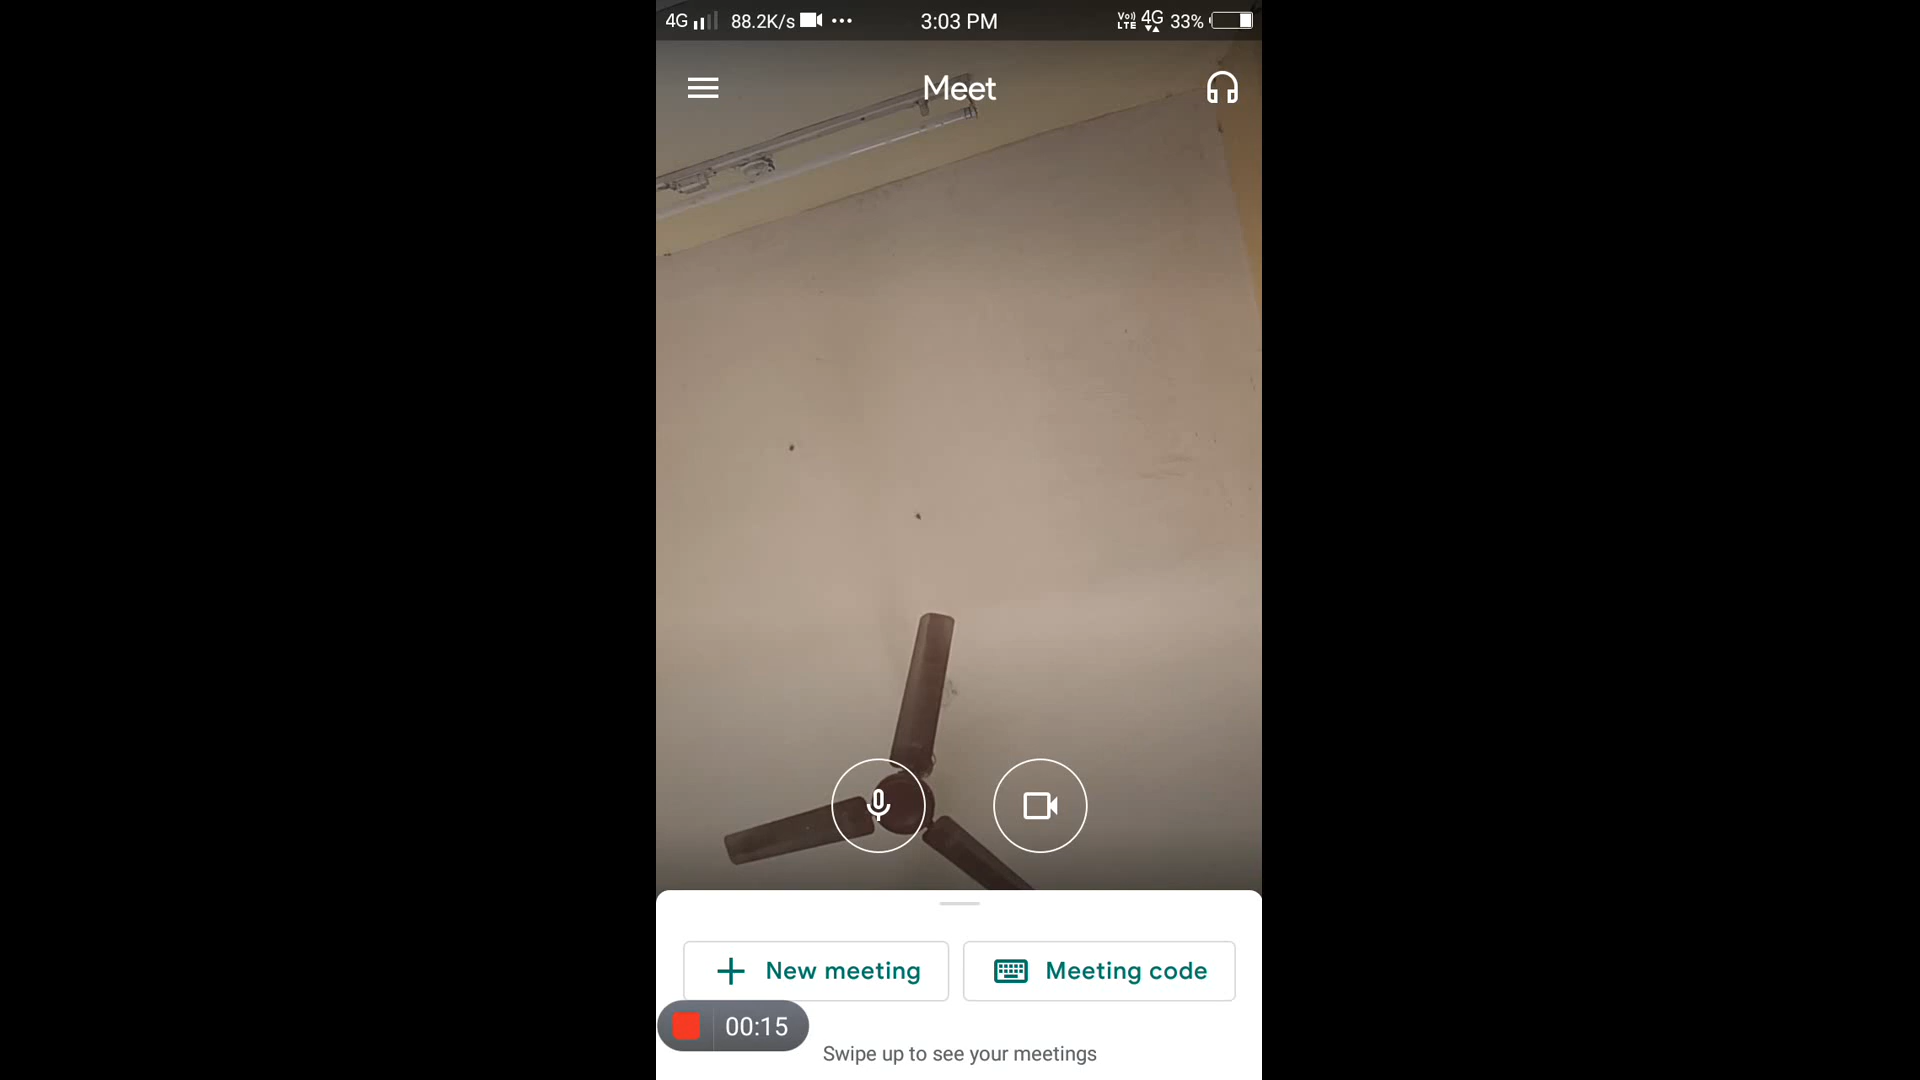 4G 88.2K/s ... 3:03 PM VoLTE 4G 33%
Meet
New meeting Meeting code
00:15
Swipe up to see your meetings